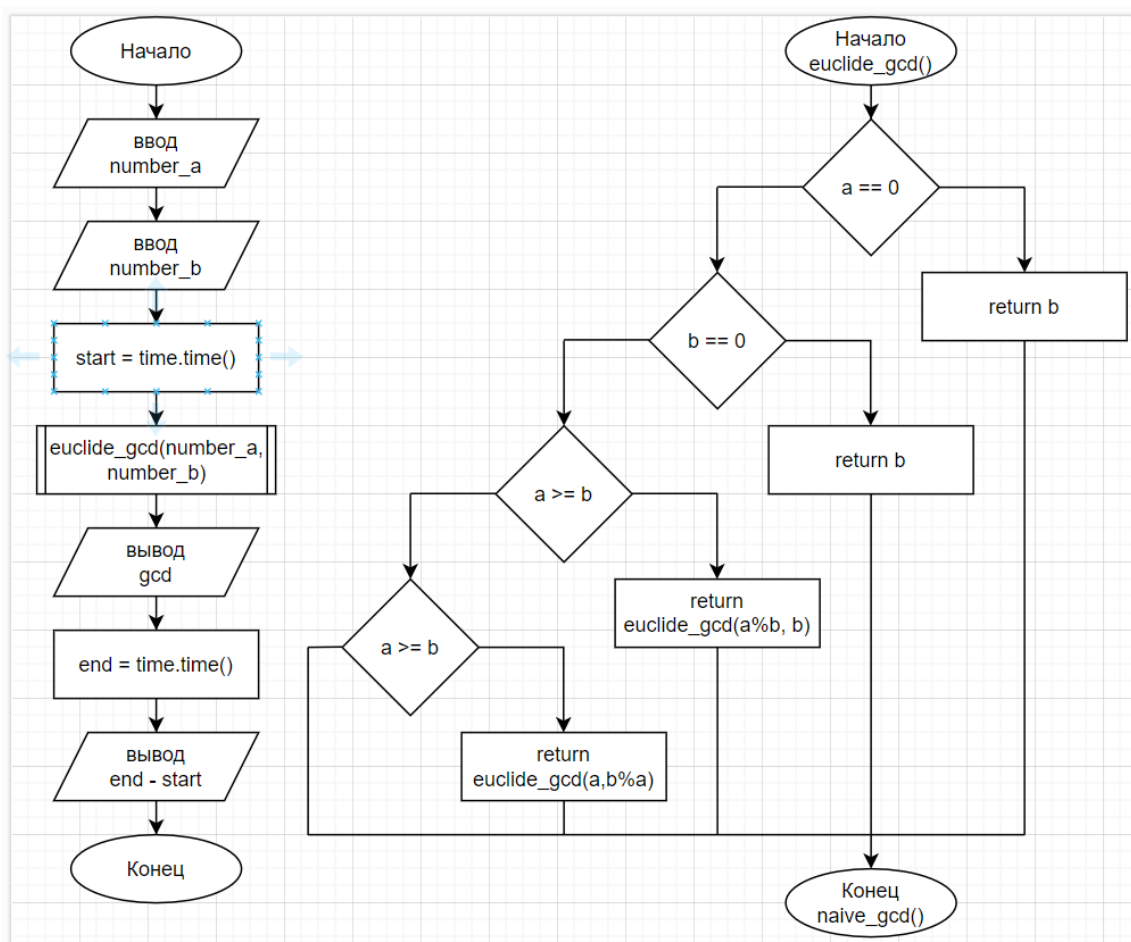 Начало
ввод
number_a
ввод
number_b
start = time.time()
euclide_gcd(number_a,
number_b)
вывод
gcd
end = time.time()
вывод
end - start
Конец
Начало
euclide_gcd()
a == 0
return b
b == 0
return b
a >= b
return
euclide_gcd(a%b, b)
a >= b
return
euclide_gcd(a,b%a)
Конец
naive_gcd()